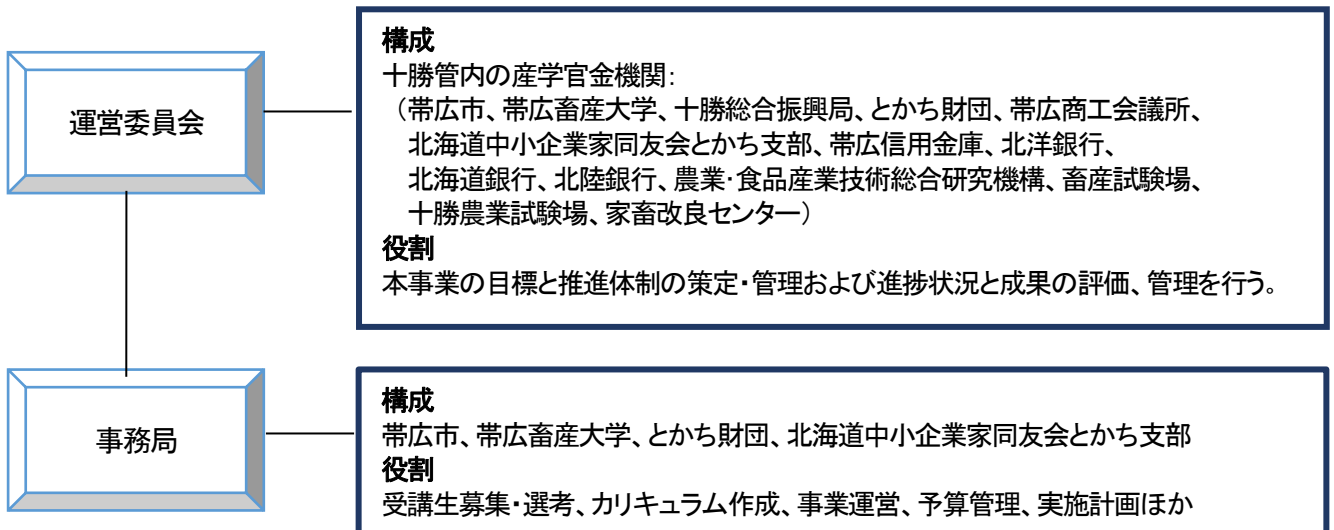 運営委員会
構成
十勝管内の産学官金機関:
（帯広市、帯広畜産大学、十勝総合振興局、とかち財団、帯広商工会議所、
北海道中小企業家同友会とかち支部、帯広信用金庫、北洋銀行、
北海道銀行、北陸銀行、農業・食品産業技術総合研究機構、畜産試験場、
十勝農業試験場、家畜改良センター）
役割
本事業の目標と推進体制の策定・管理および進捗状況と成果の評価、管理を行う。
事務局
構成
帯広市、帯広畜産大学、とかち財団、北海道中小企業家同友会とかち支部
役割
受講生募集・選考、カリキュラム作成、事業運営、予算管理、実施計画ほか